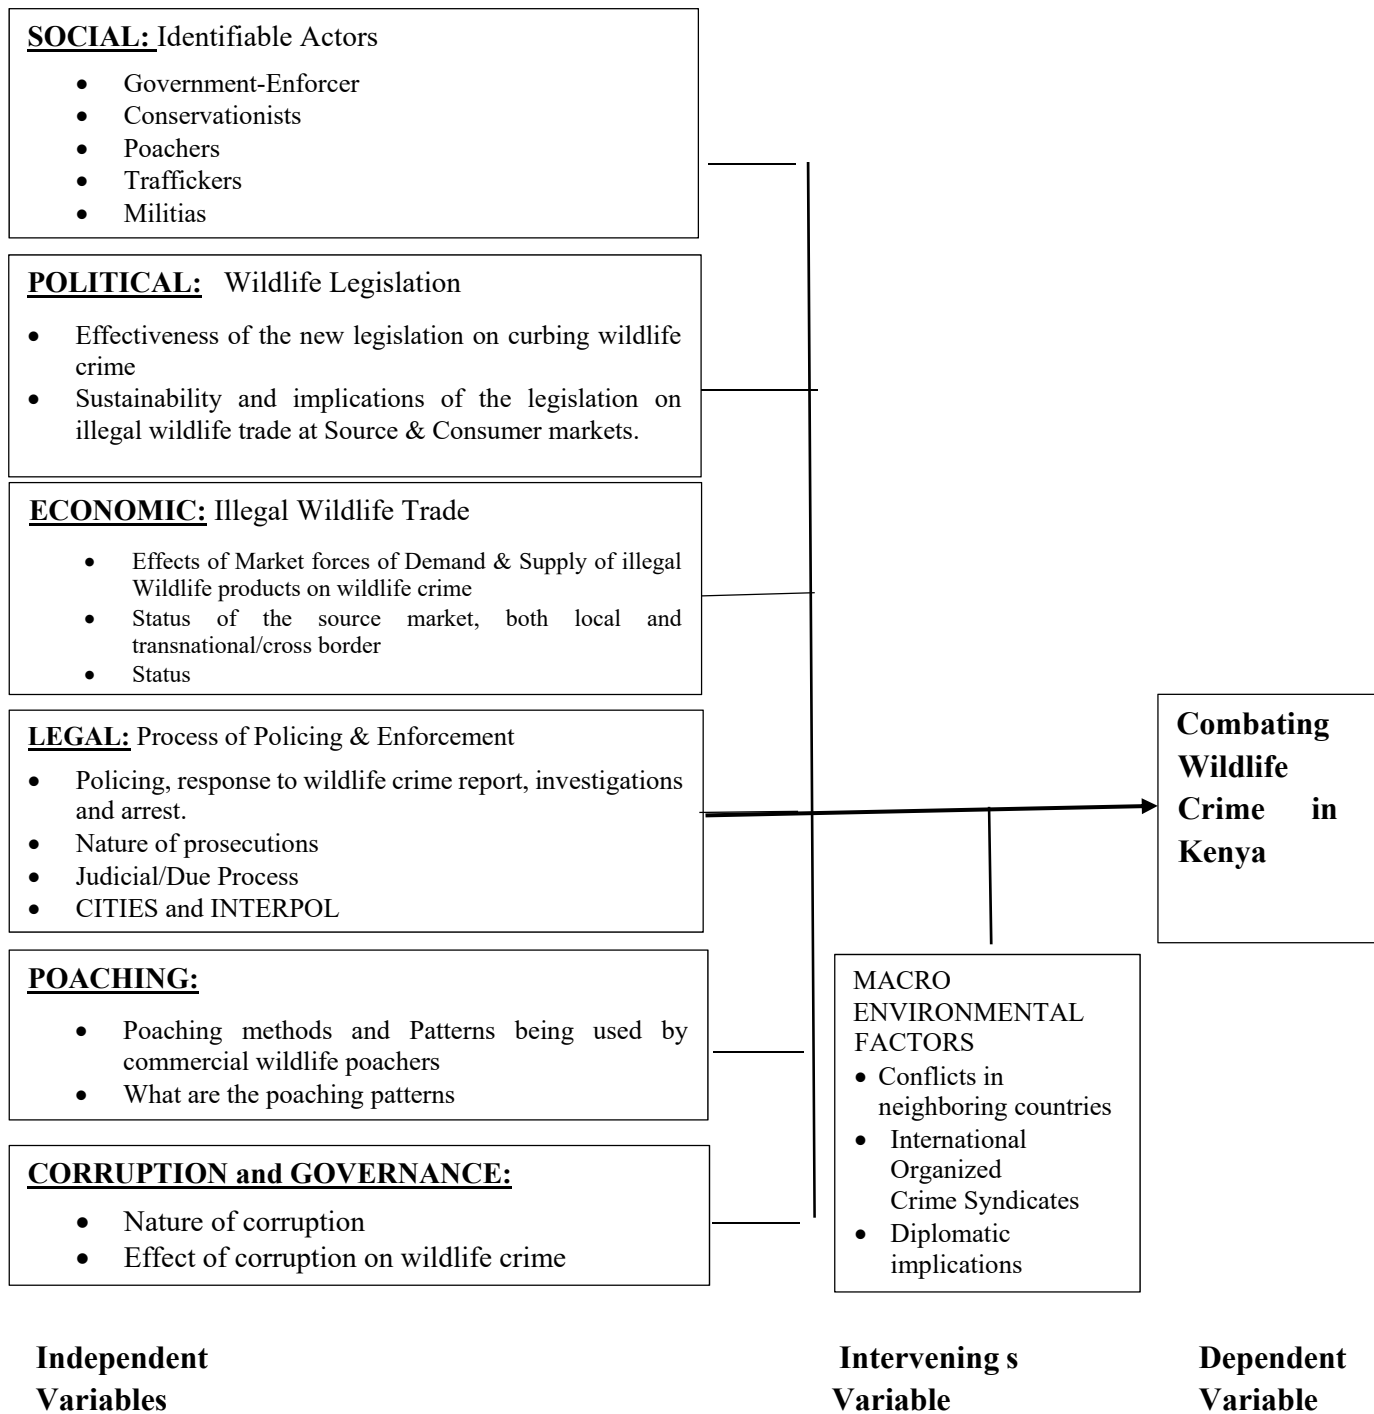 SOCIAL: Identifiable Actors
• Government-Enforcer
• Conservationists
• Poachers
• Traffickers
• Militias
POLITICAL: Wildlife Legislation
• Effectiveness of the new legislation on curbing wildlife
crime
• Sustainability and implications of the legislation on
illegal wildlife trade at Source & Consumer markets.
ECONOMIC: Illegal Wildlife Trade
• Effects of Market forces of Demand & Supply of illegal
Wildlife products on wildlife crime
• Status of the source market, both local and
transnational/cross border
• Status
LEGAL: Process of Policing & Enforcement
• Policing, response to wildlife crime report, investigations
and arrest.
• Nature of prosecutions
• Judicial/Due Process
• CITIES and INTERPOL
POACHING:
• Poaching methods and Patterns being used by
commercial wildlife poachers
• What are the poaching patterns
CORRUPTION and GOVERNANCE:
• Nature of corruption
• Effect of corruption on wildlife crime
MACRO
ENVIRONMENTAL
FACTORS
• Conflicts in
neighboring countries
• International
Organized
Crime Syndicates
• Diplomatic
implications
Combating
Wildlife
Crime in
Kenya
Independent
Variables
Intervening s
Variable
Dependent
Variable